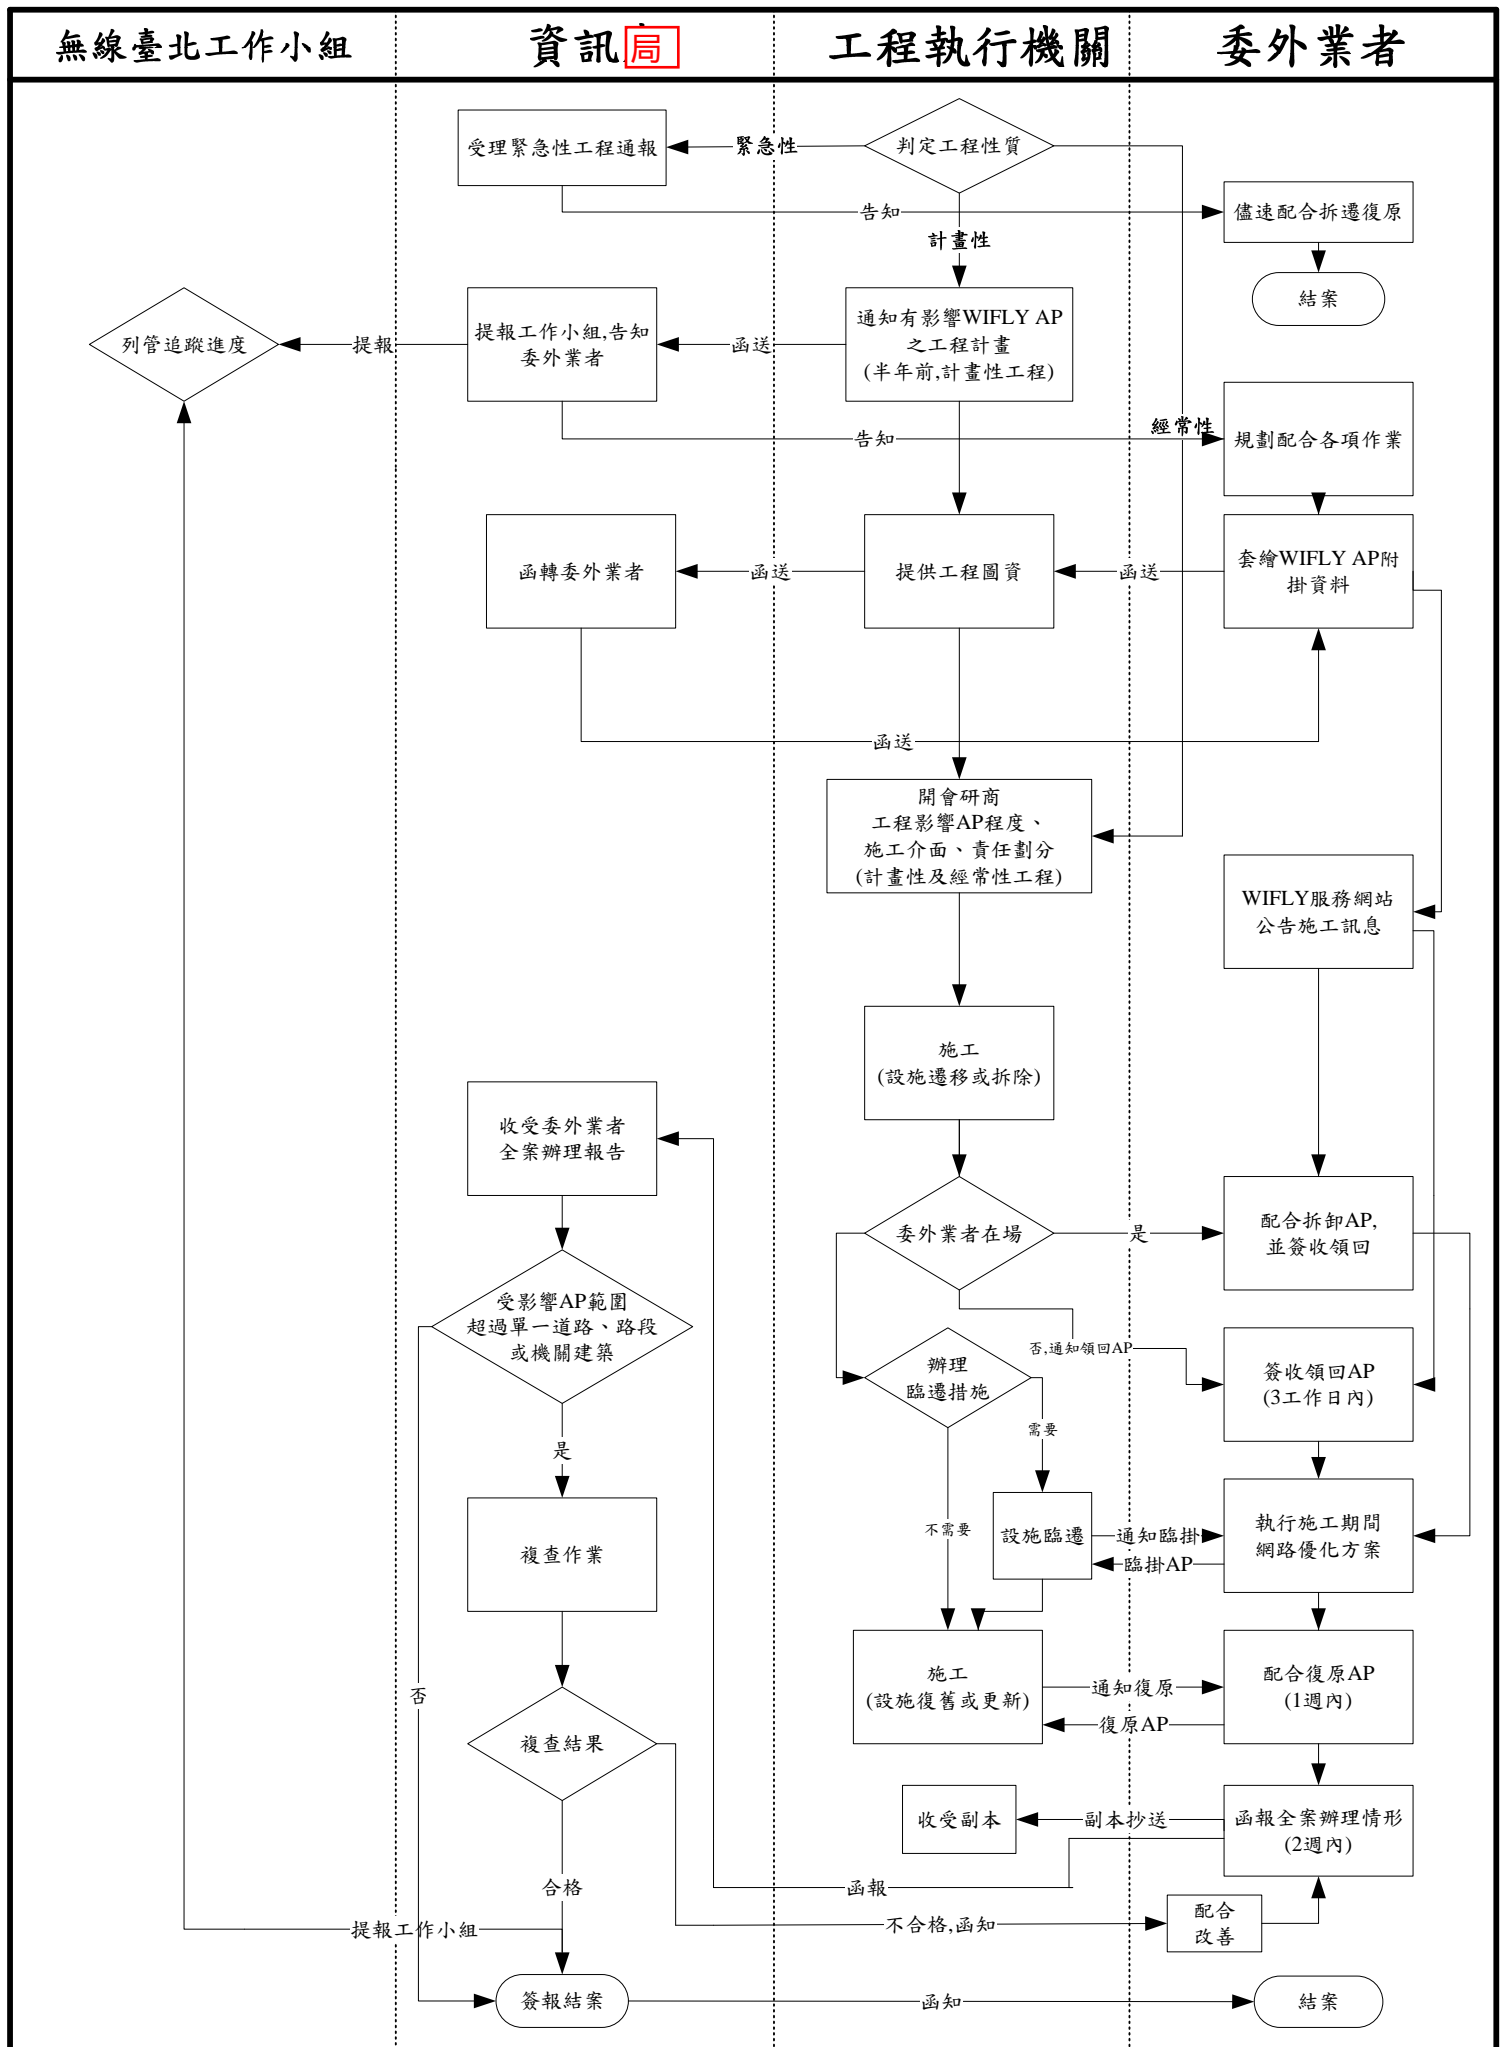 無線臺北工作小組
資訊局
工程執行機關
委外業者
受理緊急性工程通報
緊急性
判定工程性質
告知
儘速配合拆遷復原
計畫性
結案
列管追蹤進度
提報
提報工作小組,告知
委外業者
函送
通知有影響WIFLY AP
之工程計畫
(半年前,計畫性工程)
告知
經常性
規劃配合各項作業
函轉委外業者
函送
提供工程圖資
函送
套繪WIFLY AP附
掛資料
函送
開會研商
工程影響AP程度、
施工介面、責任劃分
(計畫性及經常性工程)
WIFLY服務網站
公告施工訊息
施工
(設施遷移或拆除)
收受委外業者
全案辦理報告
委外業者在場
是
配合拆卸AP,
並簽收領回
受影響AP範圍
超過單一道路、路段
或機關建築
否,通知領回AP
辦理
臨遷措施
簽收領回AP
(3工作日內)
需要
是
不需要
設施臨遷
通知臨掛
臨掛AP
執行施工期間
網路優化方案
複查作業
施工
(設施復舊或更新)
通知復原
復原AP
配合復原AP
(1週內)
否
複查結果
收受副本
副本抄送
函報全案辦理情形
(2週內)
合格
函報
提報工作小組
不合格,函知
配合
改善
簽報結案
函知
結案